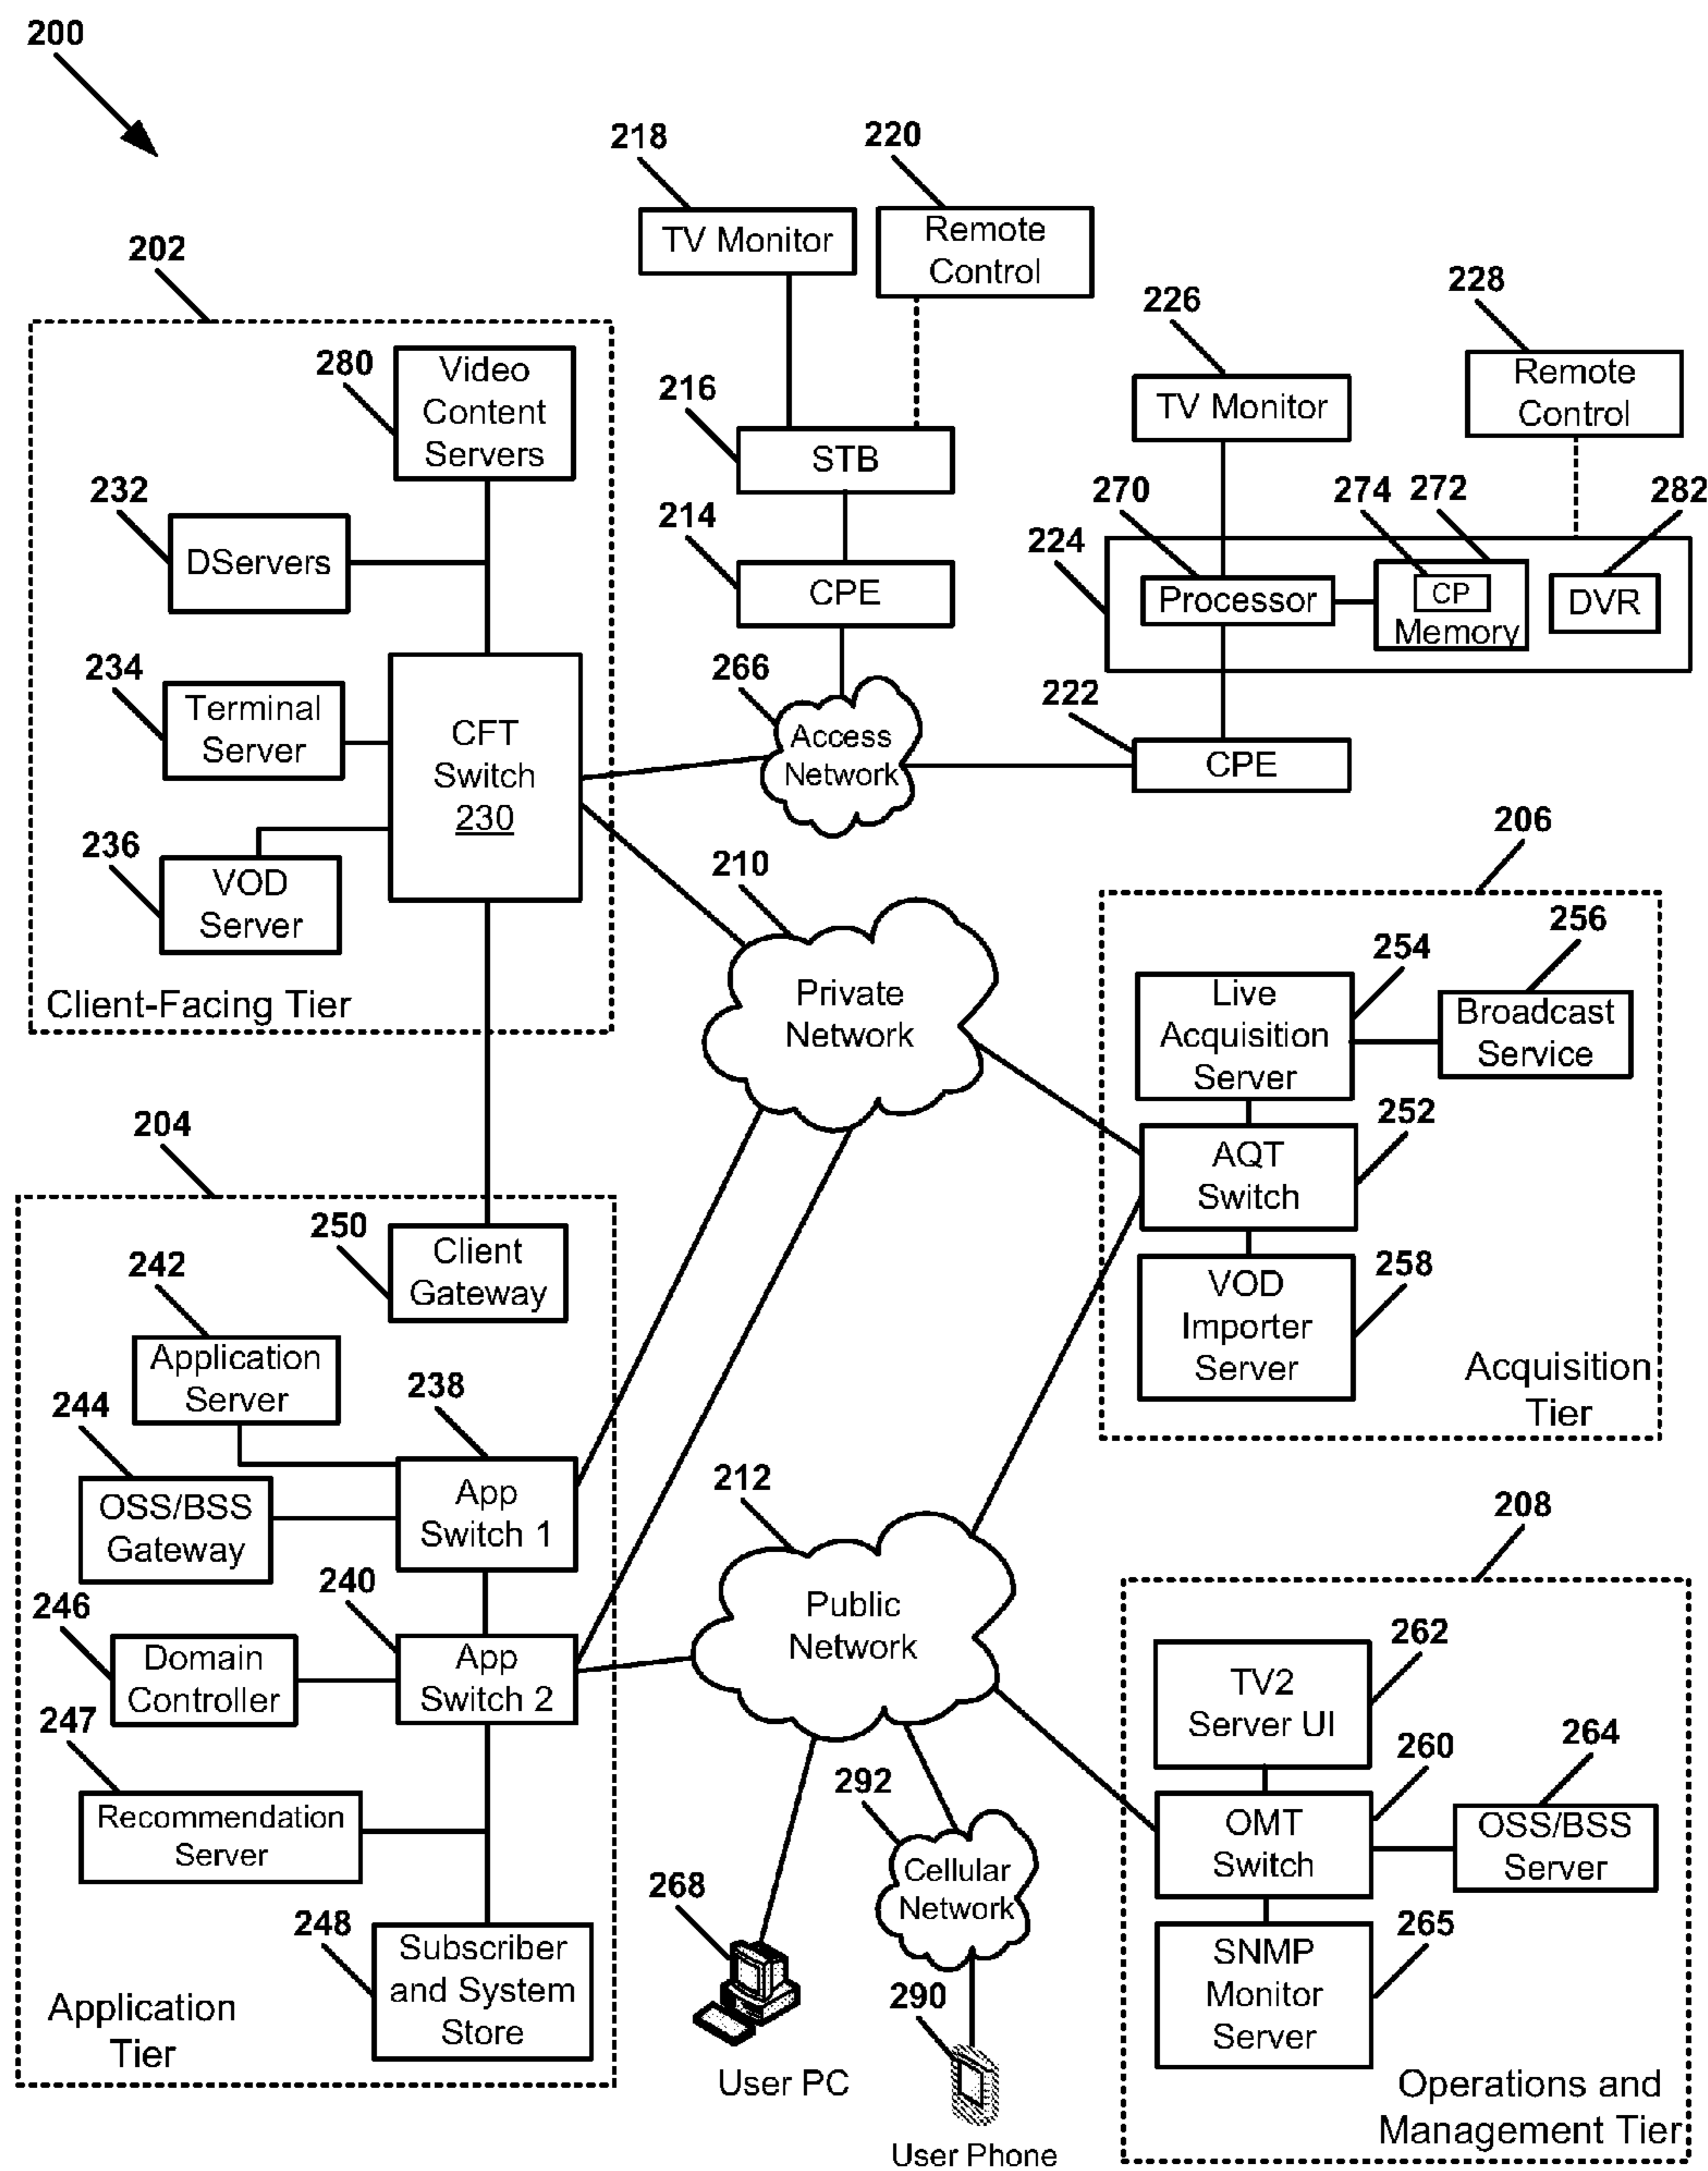 200
218
220
TV Monitor
Remote
Control
202
226
228
280
Video
Content
Servers
216
STB
TV Monitor
Remote
Control
232
DServers
214
CPE
270
274
272
282
224
Processor
CP
Memory
DVR
234
Terminal
Server
CFT
Switch
230
266
Access
Network
222
CPE
236
VOD
Server
Client-Facing Tier
210
Private
Network
206
256
254
Live
Acquisition
Server
Broadcast
Service
252
AQT
Switch
258
VOD
Importer
Server
Acquisition
Tier
204
250
Client
Gateway
242
Application
Server
238
244
OSS/BSS
Gateway
App
Switch 1
240
246
Domain
Controller
App
Switch 2
247
Recommendation
Server
248
Subscriber
and System
Store
Application
Tier
212
Public
Network
292
Cellular
Network
268
User PC
290
User Phone
208
262
TV2
Server UI
260
264
OMT
Switch
OSS/BSS
Server
265
SNMP
Monitor
Server
Operations and
Management Tier